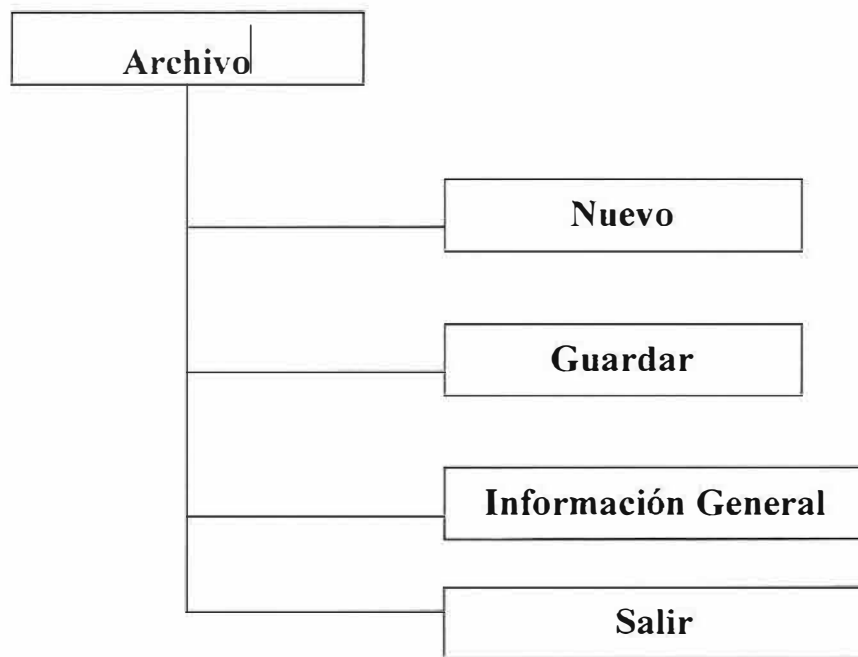 Archivo
Nuevo
Guardar
Información General
Salir